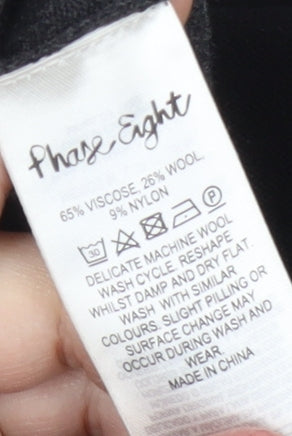 Phase Eight
65% VISCOSE, 26% WOOL,
9% NYLON
30 P
DELICATE MACHINE WOOL
WASH CYCLE. RESHAPE
WHILST DAMP AND DRY FLAT.
WASH WITH SIMILAR
COLOURS. SLIGHT PILLING OR
SURFACE CHANGE MAY
OCCUR DURING WASH AND
WEAR.
MADE IN CHINA